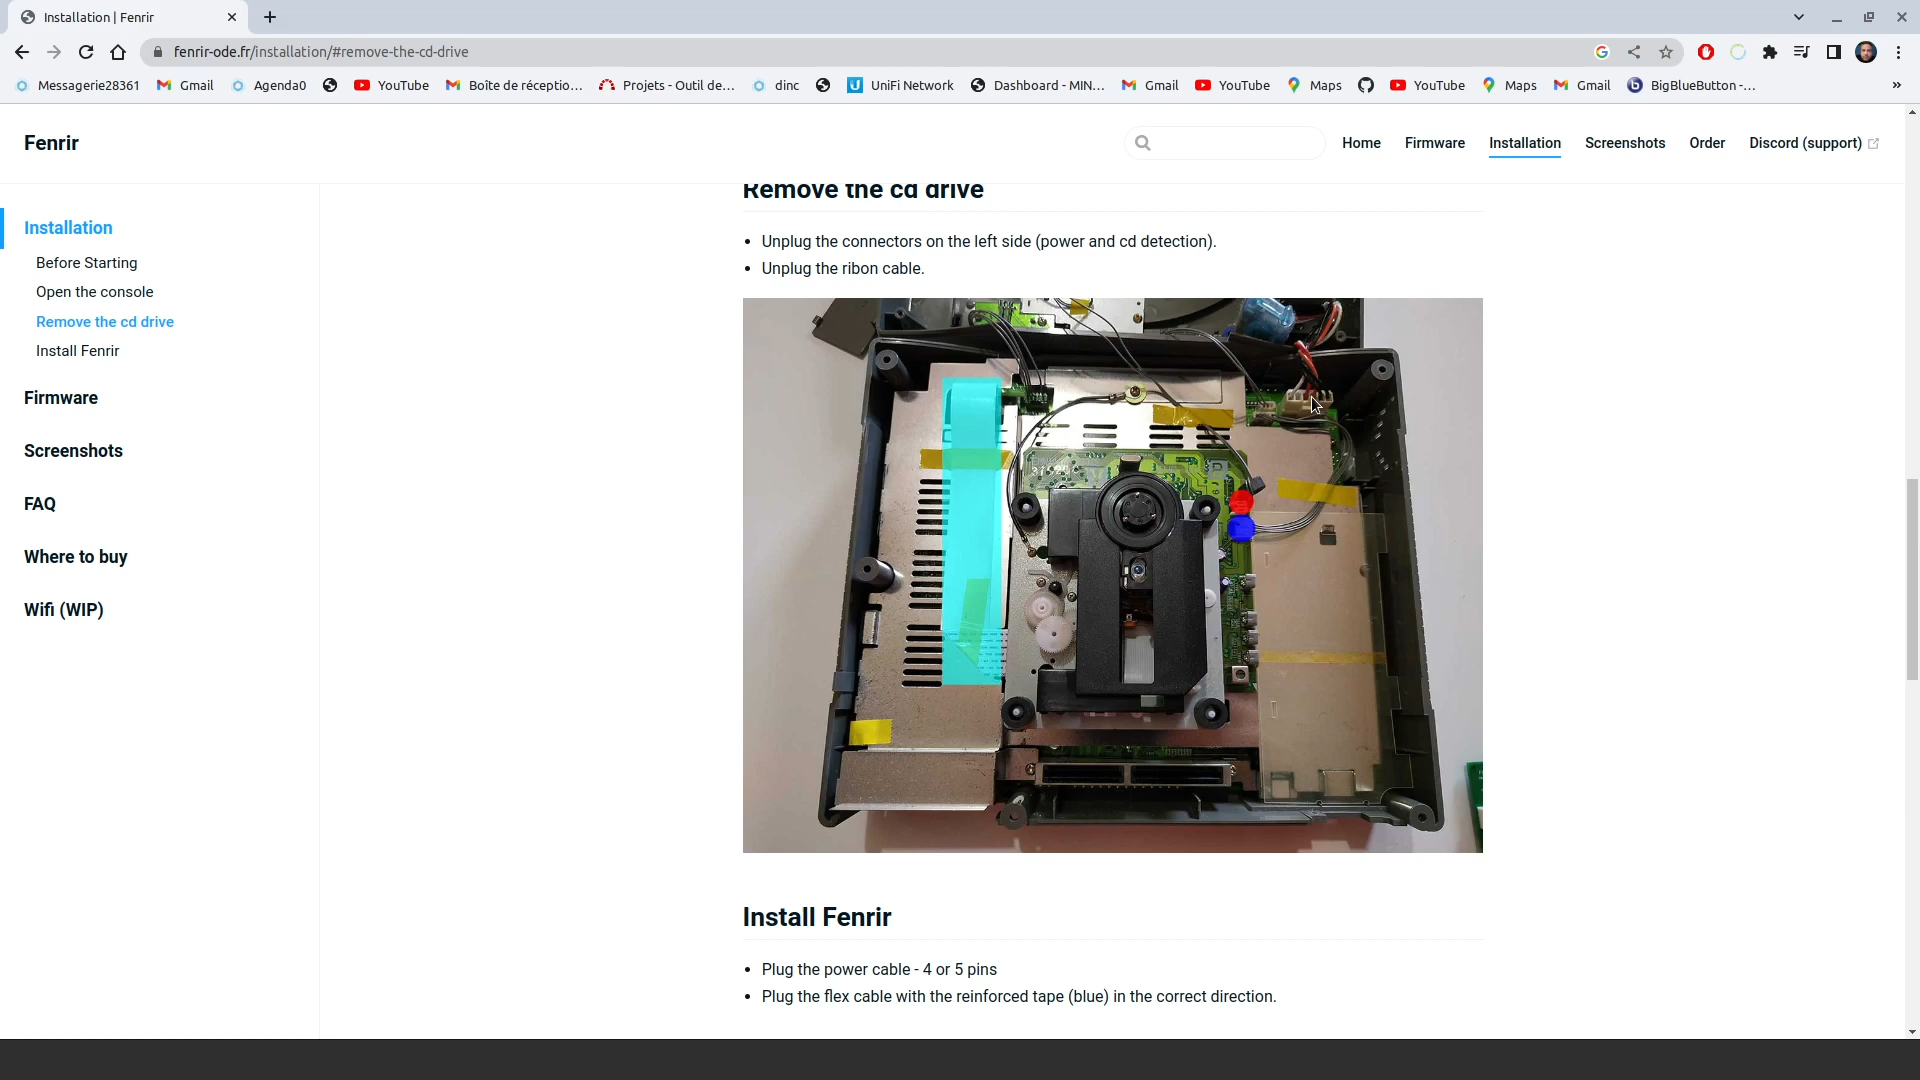 Installation | Fenrir
fenrir-ode.fr/installation/#remove-the-cd-drive
Messagerie28361 Gmail Agenda0 YouTube Boîte de réceptio... Projets - Outil de... dinc UniFi Network Dashboard - MIN... Gmail YouTube Maps YouTube Maps Gmail BigBlueButton -... »
Fenrir
Home Firmware Installation Screenshots Order Discord (support)
Installation
Before Starting
Open the console
Remove the cd drive
Install Fenrir
Firmware
Screenshots
FAQ
Where to buy
Wifi (WIP)
Remove the cd drive
• Unplug the connectors on the left side (power and cd detection).
• Unplug the ribon cable.
Install Fenrir
• Plug the power cable - 4 or 5 pins
• Plug the flex cable with the reinforced tape (blue) in the correct direction.